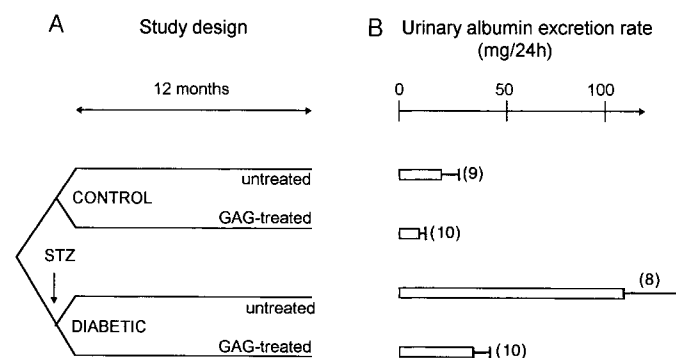 A Study design
12 months
CONTROL
untreated
GAG-treated
STZ
DIABETIC
untreated
GAG-treated
B Urinary albumin excretion rate
(mg/24h)
0 50 100
(9)
(10)
(8)
(10)